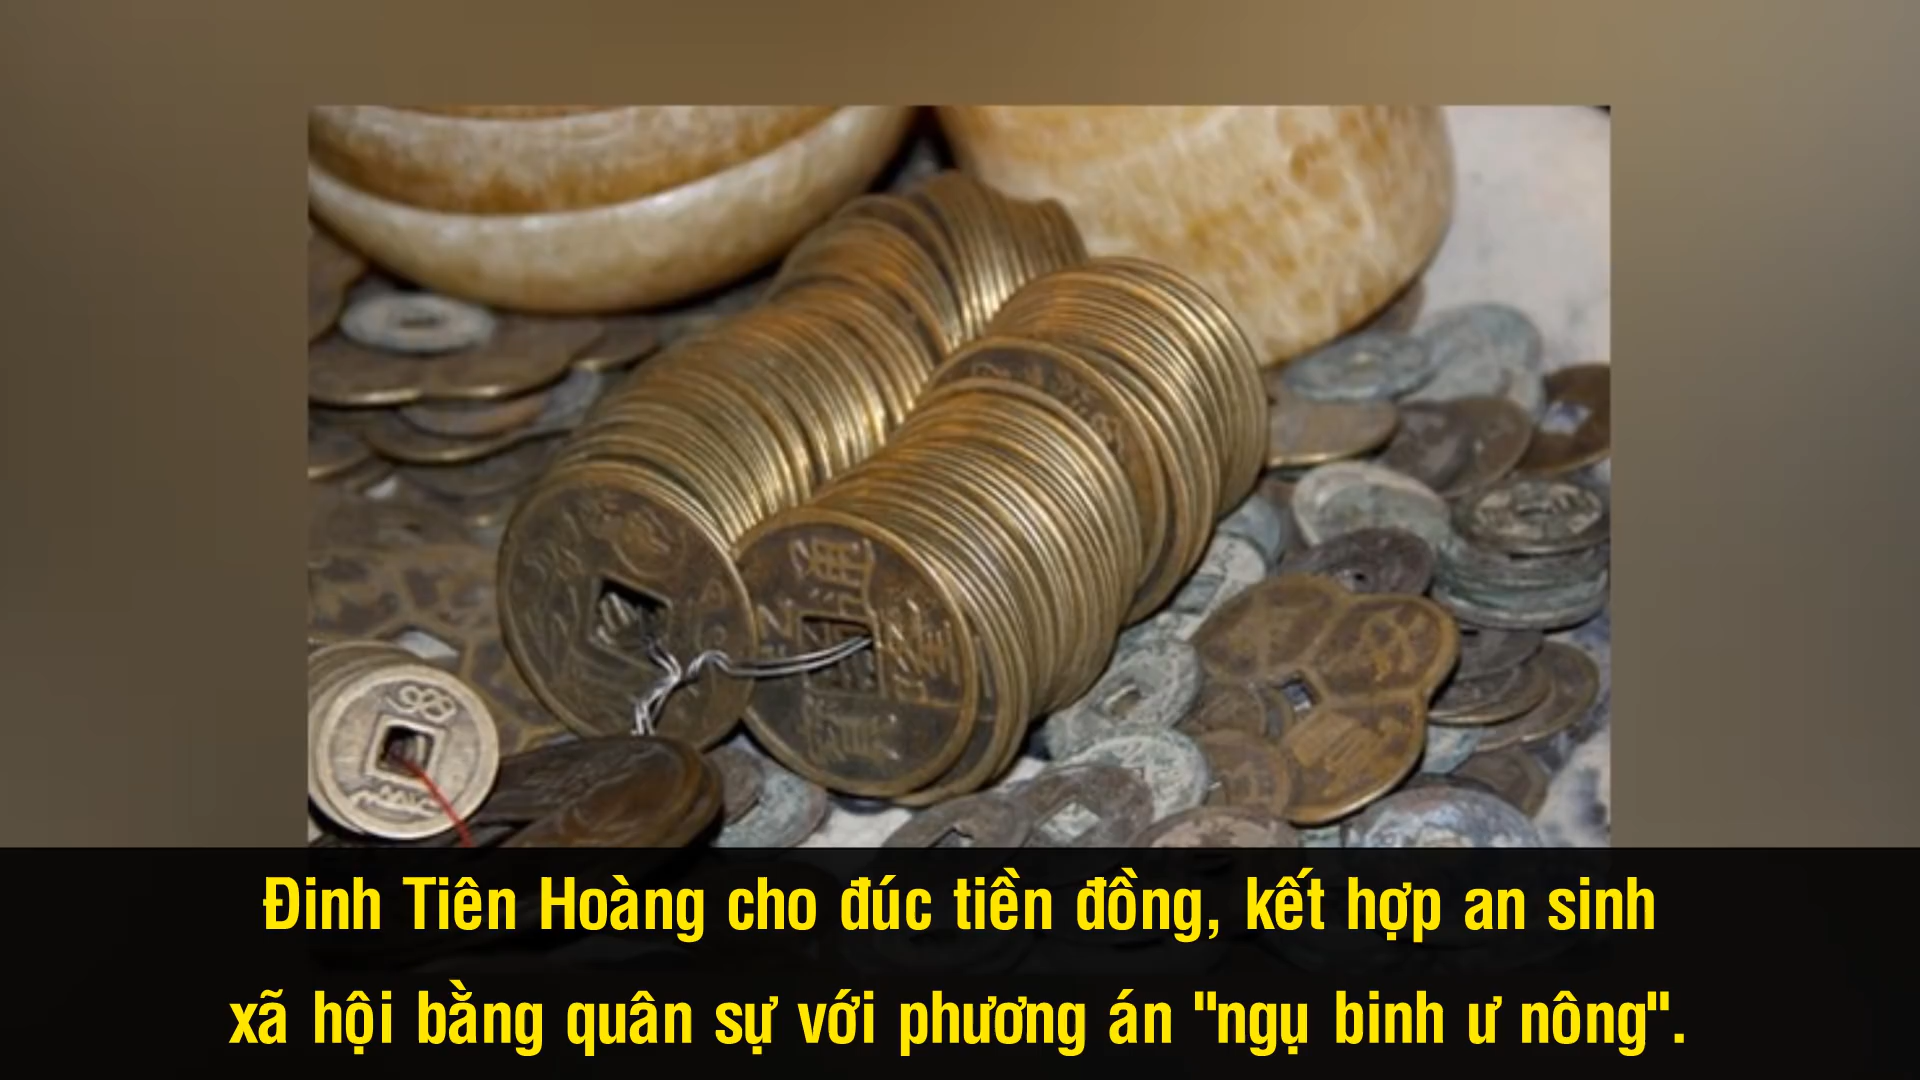 Đinh Tiên Hoàng cho đúc tiền đồng, kết hợp an sinh
xã hội bằng quân sự với phương án "ngụ binh ư nông".